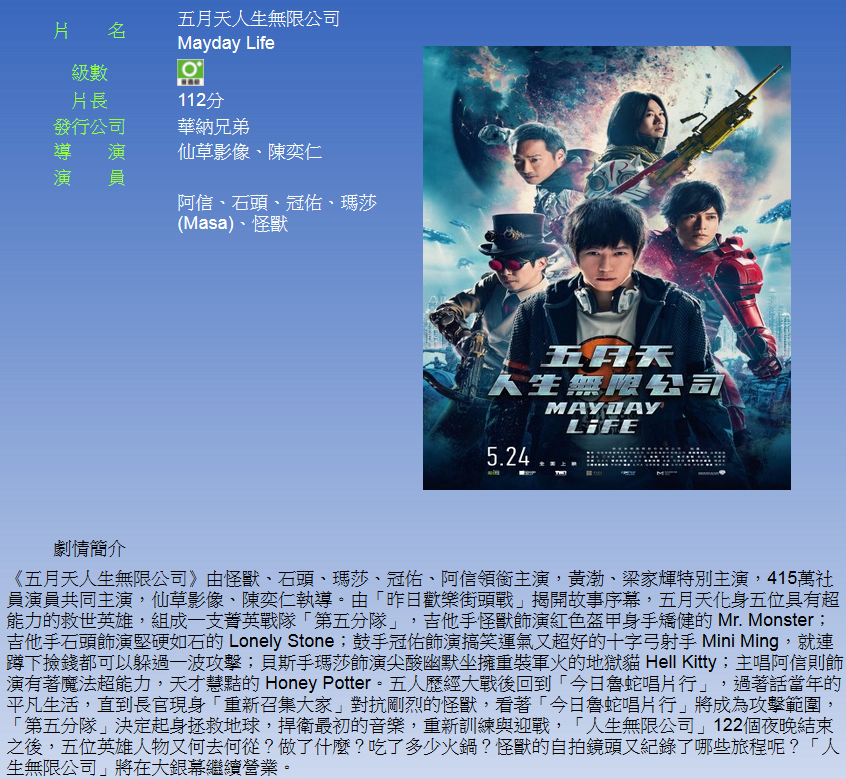 片 名 五月天人生無限公司
Mayday Life
級數
片長 112分
發行公司 華納兄弟
導 演 仙草影像、陳奕仁
演 員
阿信、石頭、冠佑、瑪莎
(Masa)、怪獸
五月天
人生無限公司
MAYDAY
LiFE
5.24 全面上映
劇情簡介
《五月天人生無限公司》由怪獸、石頭、瑪莎、冠佑、阿信領銜主演，黃渤、梁家輝特別主演，415萬社
員演員共同主演，仙草影像、陳奕仁執導。由「昨日歡樂街頭戰」揭開故事序幕，五月天化身五位具有超
能力的救世英雄，組成一支菁英戰隊「第五分隊」，吉他手怪獸飾演紅色盔甲身手矯健的 Mr. Monster；
吉他手石頭飾演堅硬如石的 Lonely Stone；鼓手冠佑飾演搞笑運氣又超好的十字弓射手 Mini Ming，就連
蹲下撿錢都可以躲過一波攻擊；貝斯手瑪莎飾演尖酸幽默坐擁重裝軍火的地獄貓 Hell Kitty；主唱阿信則飾
演有著魔法超能力，天才慧黠的 Honey Potter。五人歷經大戰後回到「今日魯蛇唱片行」，過著話當年的
平凡生活，直到長官現身「重新召集大家」對抗剛烈的怪獸，看著「今日魯蛇唱片行」將成為攻擊範圍，
「第五分隊」決定起身拯救地球，捍衛最初的音樂，重新訓練與迎戰，「人生無限公司」122個夜晚結束
之後，五位英雄人物又何去何從？做了什麼？吃了多少火鍋？怪獸的自拍鏡頭又紀錄了哪些旅程呢？「人
生無限公司」將在大銀幕繼續營業。